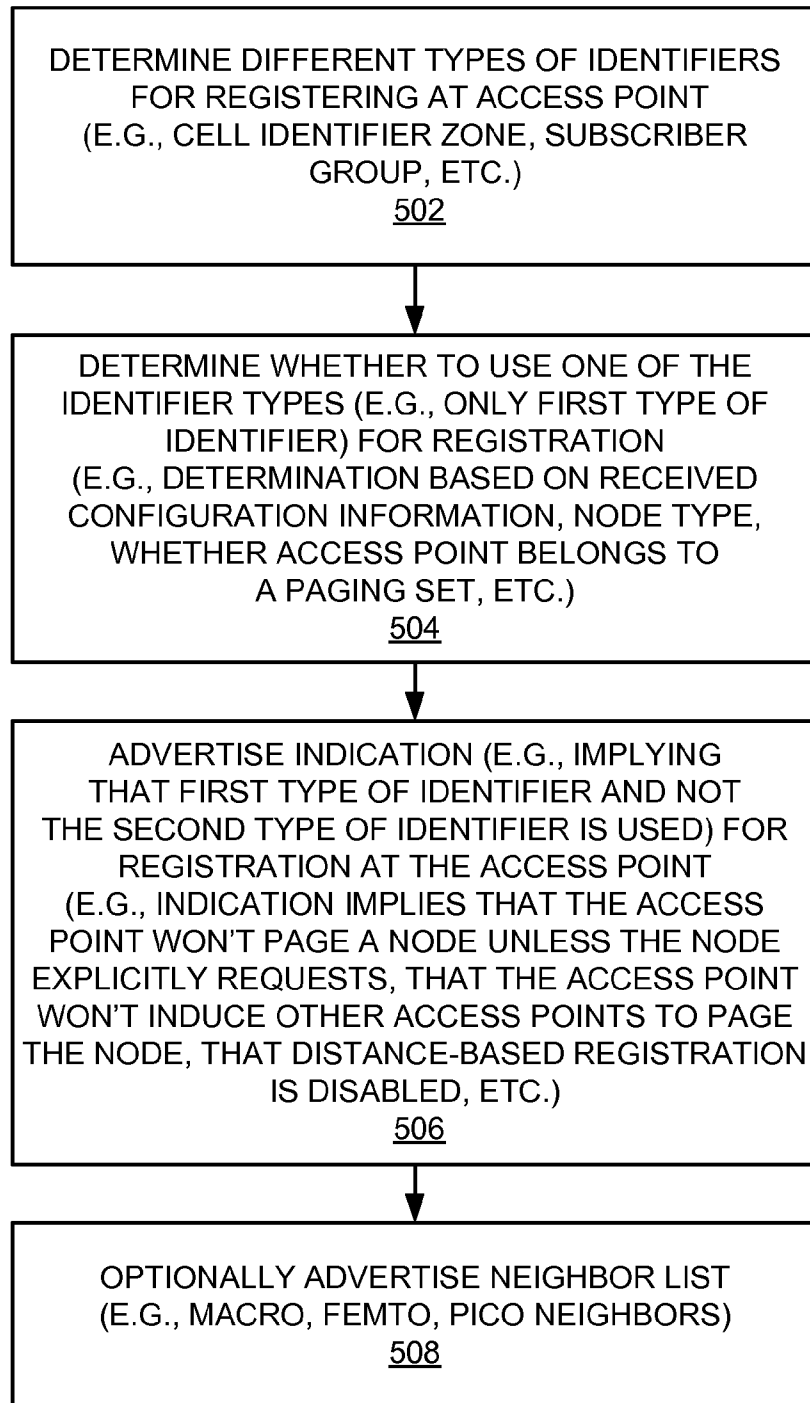 DETERMINE DIFFERENT TYPES OF IDENTIFIERS
FOR REGISTERING AT ACCESS POINT
(E.G., CELL IDENTIFIER ZONE, SUBSCRIBER
GROUP, ETC.)
502
DETERMINE WHETHER TO USE ONE OF THE
IDENTIFIER TYPES (E.G., ONLY FIRST TYPE OF
IDENTIFIER) FOR REGISTRATION
(E.G., DETERMINATION BASED ON RECEIVED
CONFIGURATION INFORMATION, NODE TYPE,
WHETHER ACCESS POINT BELONGS TO
A PAGING SET, ETC.)
504
ADVERTISE INDICATION (E.G., IMPLYING
THAT FIRST TYPE OF IDENTIFIER AND NOT
THE SECOND TYPE OF IDENTIFIER IS USED) FOR
REGISTRATION AT THE ACCESS POINT
(E.G., INDICATION IMPLIES THAT THE ACCESS
POINT WON'T PAGE A NODE UNLESS THE NODE
EXPLICITLY REQUESTS, THAT THE ACCESS POINT
WON'T INDUCE OTHER ACCESS POINTS TO PAGE
THE NODE, THAT DISTANCE-BASED REGISTRATION
IS DISABLED, ETC.)
506
OPTIONALLY ADVERTISE NEIGHBOR LIST
(E.G., MACRO, FEMTO, PICO NEIGHBORS)
508